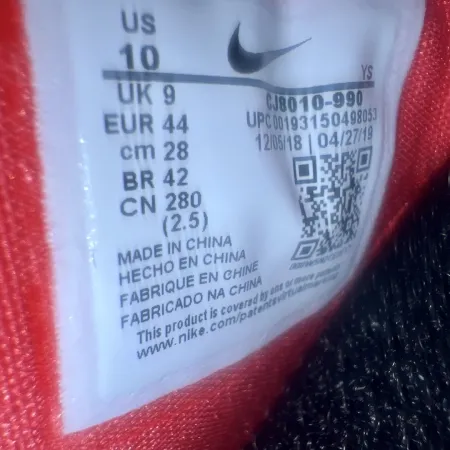 US
10
YS
UK 9
CJ8010-990
EUR 44
UPC 00193150498053
cm 28
12/05/18 | 04/27/19
BR 42
CN 280
(2.5)
MADE IN CHINA
HECHO EN CHINA
FABRIQUE EN CHINE
FABRICADO NA CHINA
This product is covered by one or more patents
www.nike.com/patents